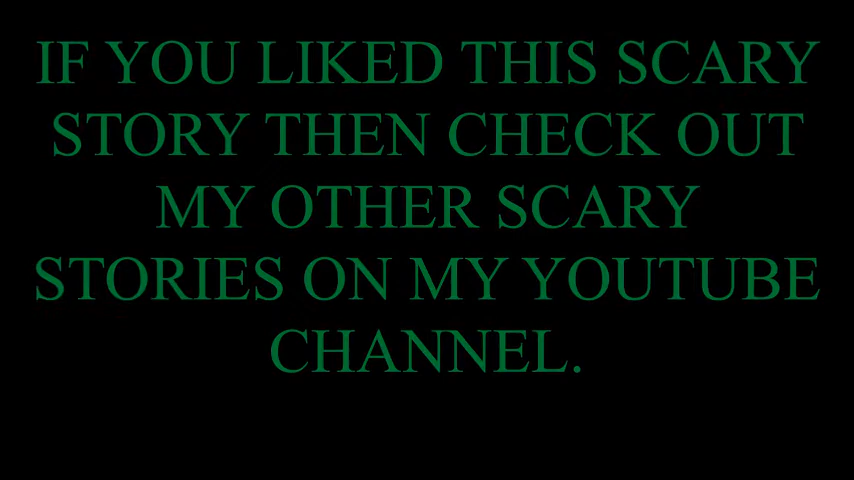 IF YOU LIKED THIS SCARY
STORY THEN CHECK OUT
MY OTHER SCARY
STORIES ON MY YOUTUBE
CHANNEL.